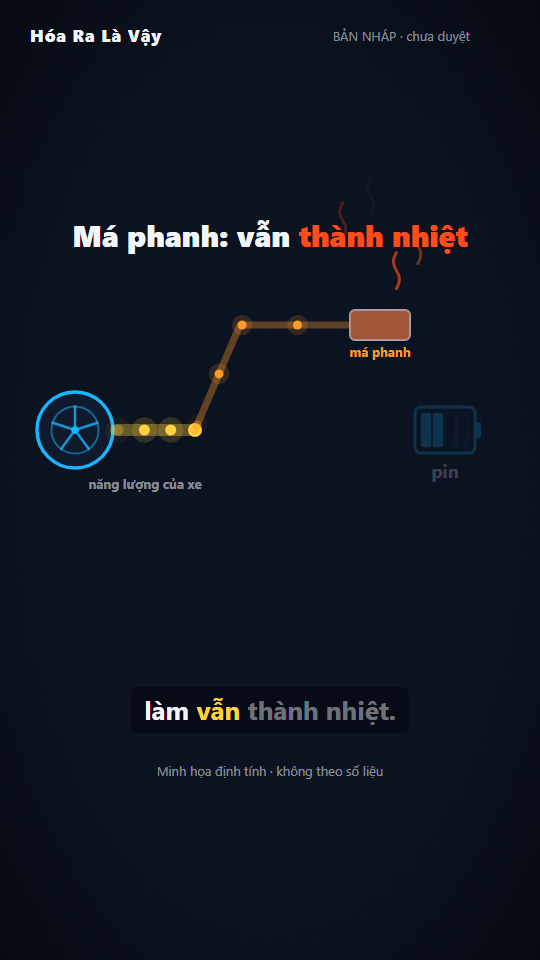 Hóa Ra Là Vậy
BẢN NHÁP · chưa duyệt
Má phanh: vẫn thành nhiệt
má phanh
pin
năng lượng của xe
làm vẫn thành nhiệt.
Minh họa định tính · không theo số liệu